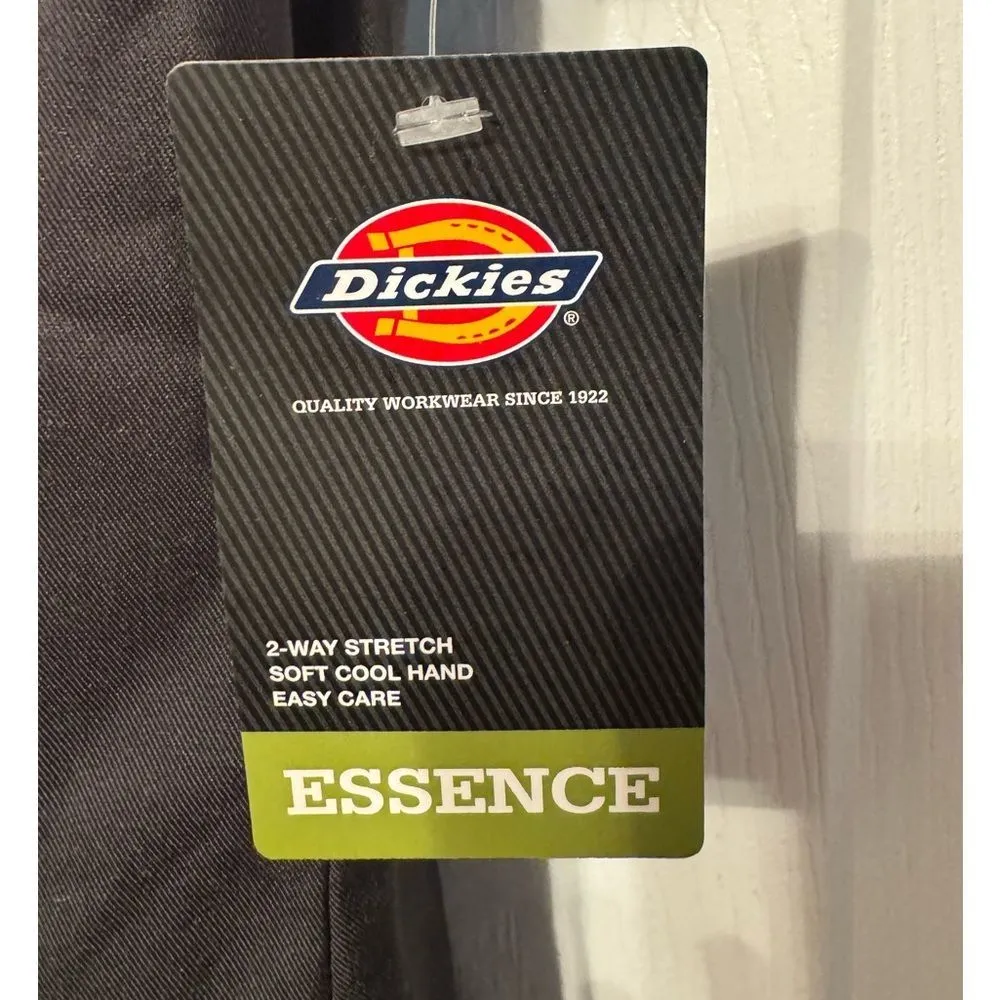 Dickies
®
QUALITY WORKWEAR SINCE 1922
2-WAY STRETCH
SOFT COOL HAND
EASY CARE
ESSENCE